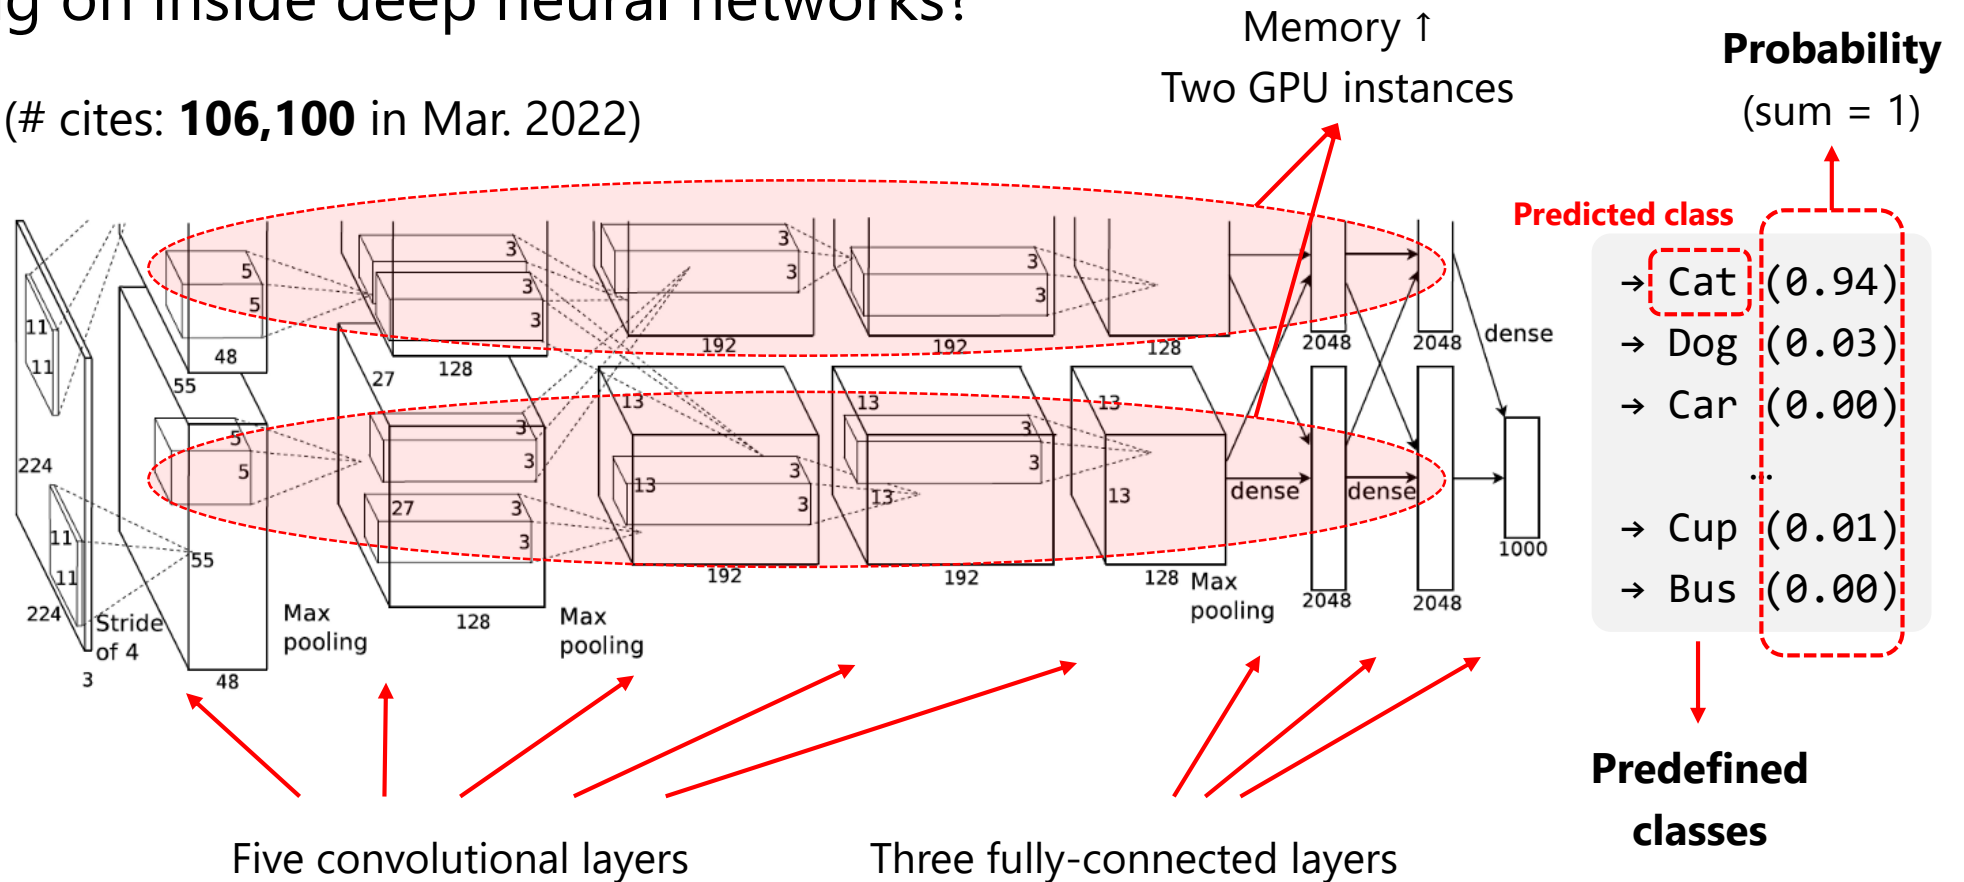 on inside deep neural networks?
(# cites: 106,100 in Mar. 2022)
Memory ↑
Two GPU instances
Probability
(sum = 1)
Predicted class
→ Cat (0.94)
→ Dog (0.03)
→ Car (0.00)
...
→ Cup (0.01)
→ Bus (0.00)
Predefined
classes
11
11
5
5
48
55
3
3
3
3
128
27
3
3
192
3
3
192
128
2048
2048
dense
224
11
11
224
3
Stride
of 4
5
5
55
48
Max
pooling
3
3
27
3
3
128
Max
pooling
13
13
3
3
192
13
13
3
3
192
13
13
128
Max
pooling
dense
dense
2048
2048
1000
Five convolutional layers
Three fully-connected layers